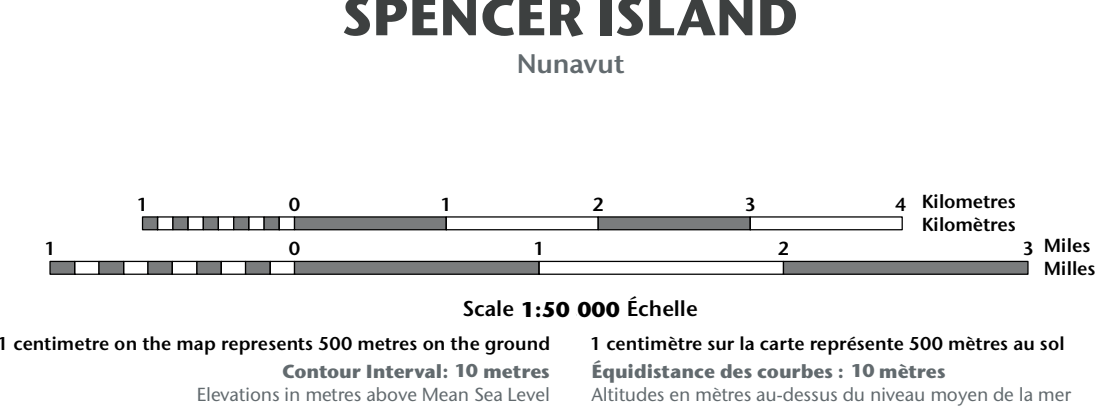 SPENCER ISLAND
Nunavut
1 0 1 2 3 4 Kilometres
Kilomètres
1 0 1 2 3 Miles
Milles
Scale 1:50 000 Échelle
1 centimetre on the map represents 500 metres on the ground
1 centimètre sur la carte représente 500 mètres au sol
Contour Interval: 10 metres
Équidistance des courbes : 10 mètres
Elevations in metres above Mean Sea Level
Altitudes en mètres au-dessus du niveau moyen de la mer